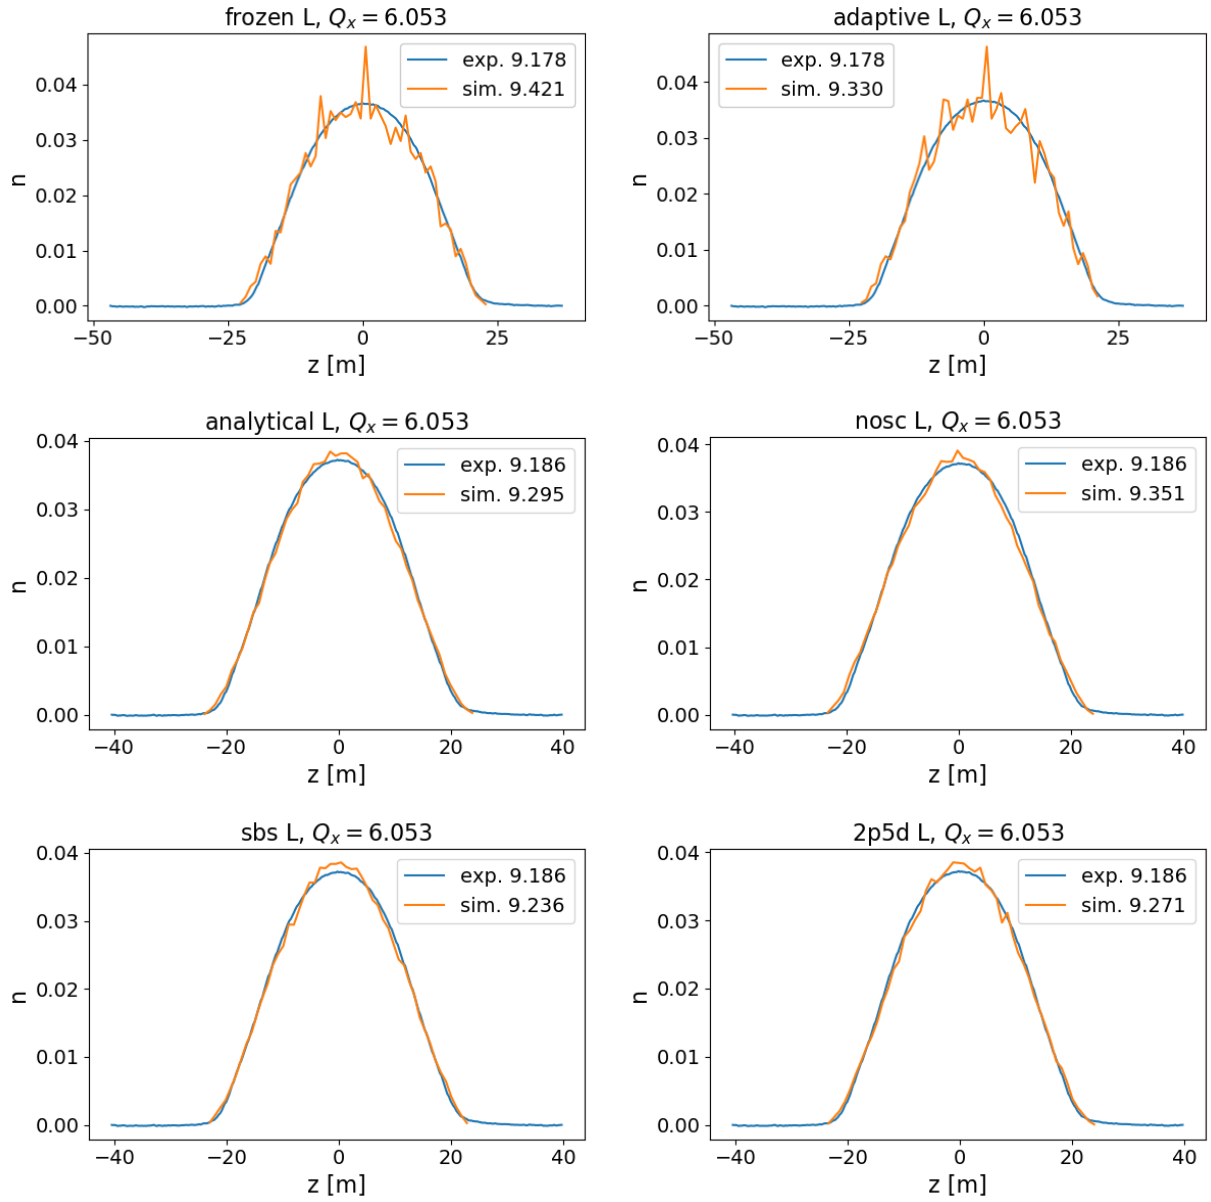 frozen L, Qₓ = 6.053
n
0.04
0.03
0.02
0.01
0.00
exp. 9.178
sim. 9.421
−50 −25 0 25
z [m]
adaptive L, Qₓ = 6.053
n
0.04
0.03
0.02
0.01
0.00
exp. 9.178
sim. 9.330
−50 −25 0 25
z [m]
analytical L, Qₓ = 6.053
n
0.04
0.03
0.02
0.01
0.00
exp. 9.186
sim. 9.295
−40 −20 0 20 40
z [m]
nosc L, Qₓ = 6.053
n
0.04
0.03
0.02
0.01
0.00
exp. 9.186
sim. 9.351
−40 −20 0 20 40
z [m]
sbs L, Qₓ = 6.053
n
0.04
0.03
0.02
0.01
0.00
exp. 9.186
sim. 9.236
−40 −20 0 20 40
z [m]
2p5d L, Qₓ = 6.053
n
0.04
0.03
0.02
0.01
0.00
exp. 9.186
sim. 9.271
−40 −20 0 20 40
z [m]